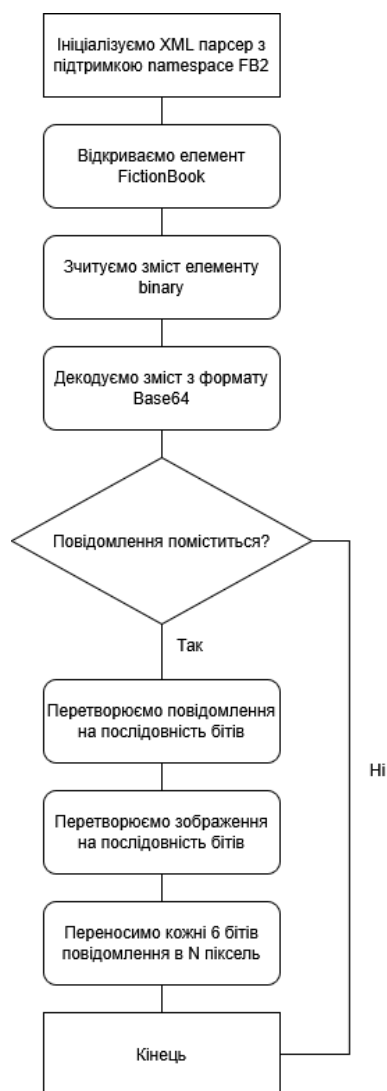 Ініціалізуємо XML парсер з
підтримкою namespace FB2
Відкриваємо елемент
FictionBook
Зчитуємо зміст елементу
binary
Декодуємо зміст з формату
Base64
Повідомлення поміститься?
Так
Перетворюємо повідомлення
на послідовність бітів
Ні
Перетворюємо зображення
на послідовність бітів
Переносимо кожні 6 бітів
повідомлення в N піксель
Кінець